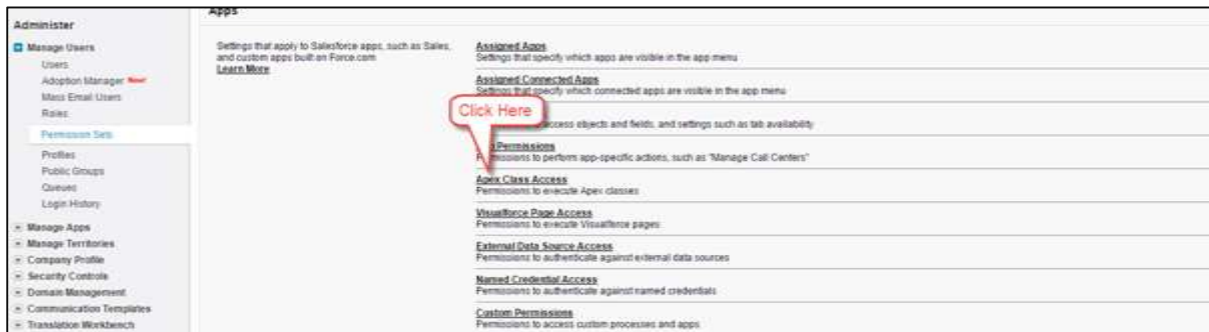 Apps
Administer
Manage Users
Users
Adoption Manager New!
Mass Email Users
Roles
Permission Sets
Profiles
Public Groups
Queues
Login History
Manage Apps
Manage Territories
Company Profile
Security Controls
Domain Management
Communication Templates
Translation Workbench
Settings that apply to Salesforce apps, such as Sales,
and custom apps built on Force.com
Learn More
Assigned Apps
Settings that specify which apps are visible in the app menu
Assigned Connected Apps
Settings that specify which connected apps are visible in the app menu
Click Here
access objects and fields, and settings such as tab availability
Permissions
Permissions to perform app-specific actions, such as "Manage Call Centers"
Apex Class Access
Permissions to execute Apex classes
Visualforce Page Access
Permissions to execute Visualforce pages
External Data Source Access
Permissions to authenticate against external data sources
Named Credential Access
Permissions to authenticate against named credentials
Custom Permissions
Permissions to access custom processes and apps